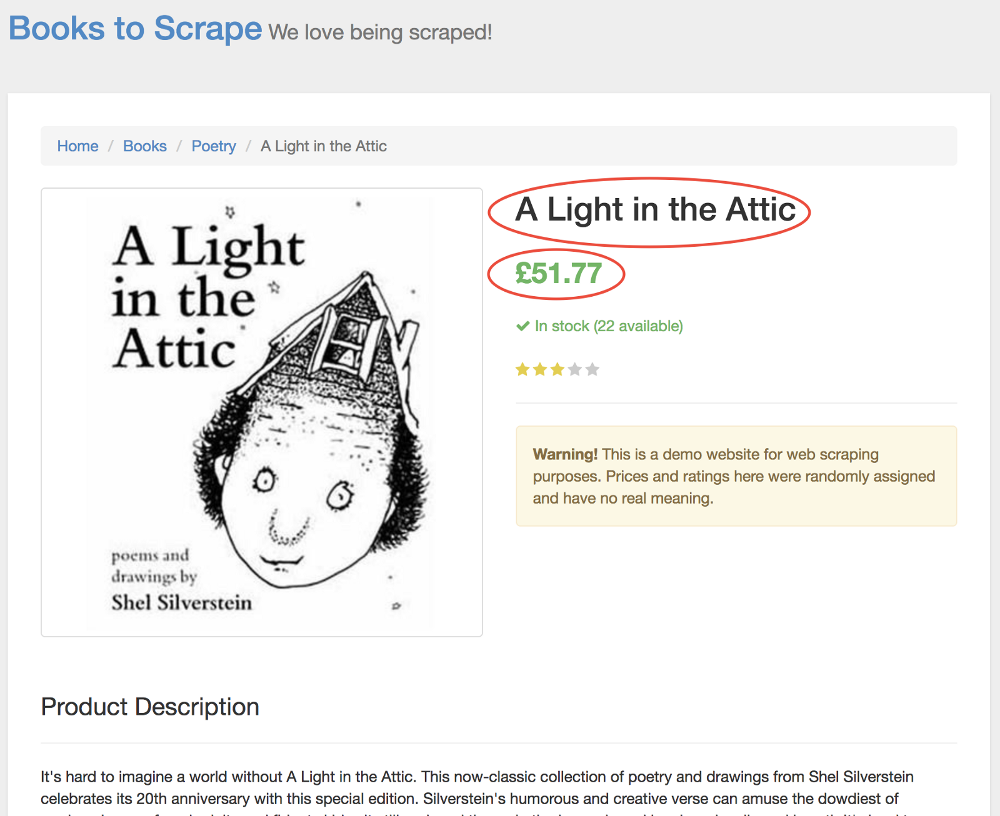 Books to Scrape We love being scraped!
Home / Books / Poetry / A Light in the Attic
A Light
in the
Attic
poems and
drawings by
Shel Silverstein
A Light in the Attic
£51.77
In stock (22 available)
Warning! This is a demo website for web scraping
purposes. Prices and ratings here were randomly assigned
and have no real meaning.
Product Description
It's hard to imagine a world without A Light in the Attic. This now-classic collection of poetry and drawings from Shel Silverstein
celebrates its 20th anniversary with this special edition. Silverstein's humorous and creative verse can amuse the dowdiest of